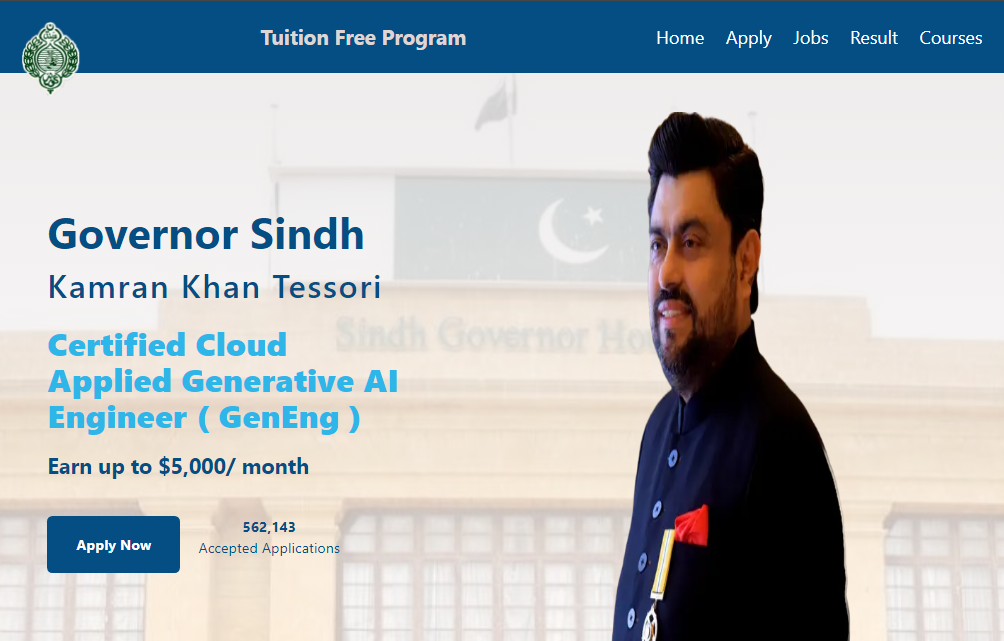 Tuition Free Program
Home Apply Jobs Result Courses
Governor Sindh
Kamran Khan Tessori
Sindh Governor
Certified Cloud
Applied Generative AI
Engineer ( GenEng )
Earn up to $5,000/ month
Apply Now
562,143
Accepted Applications